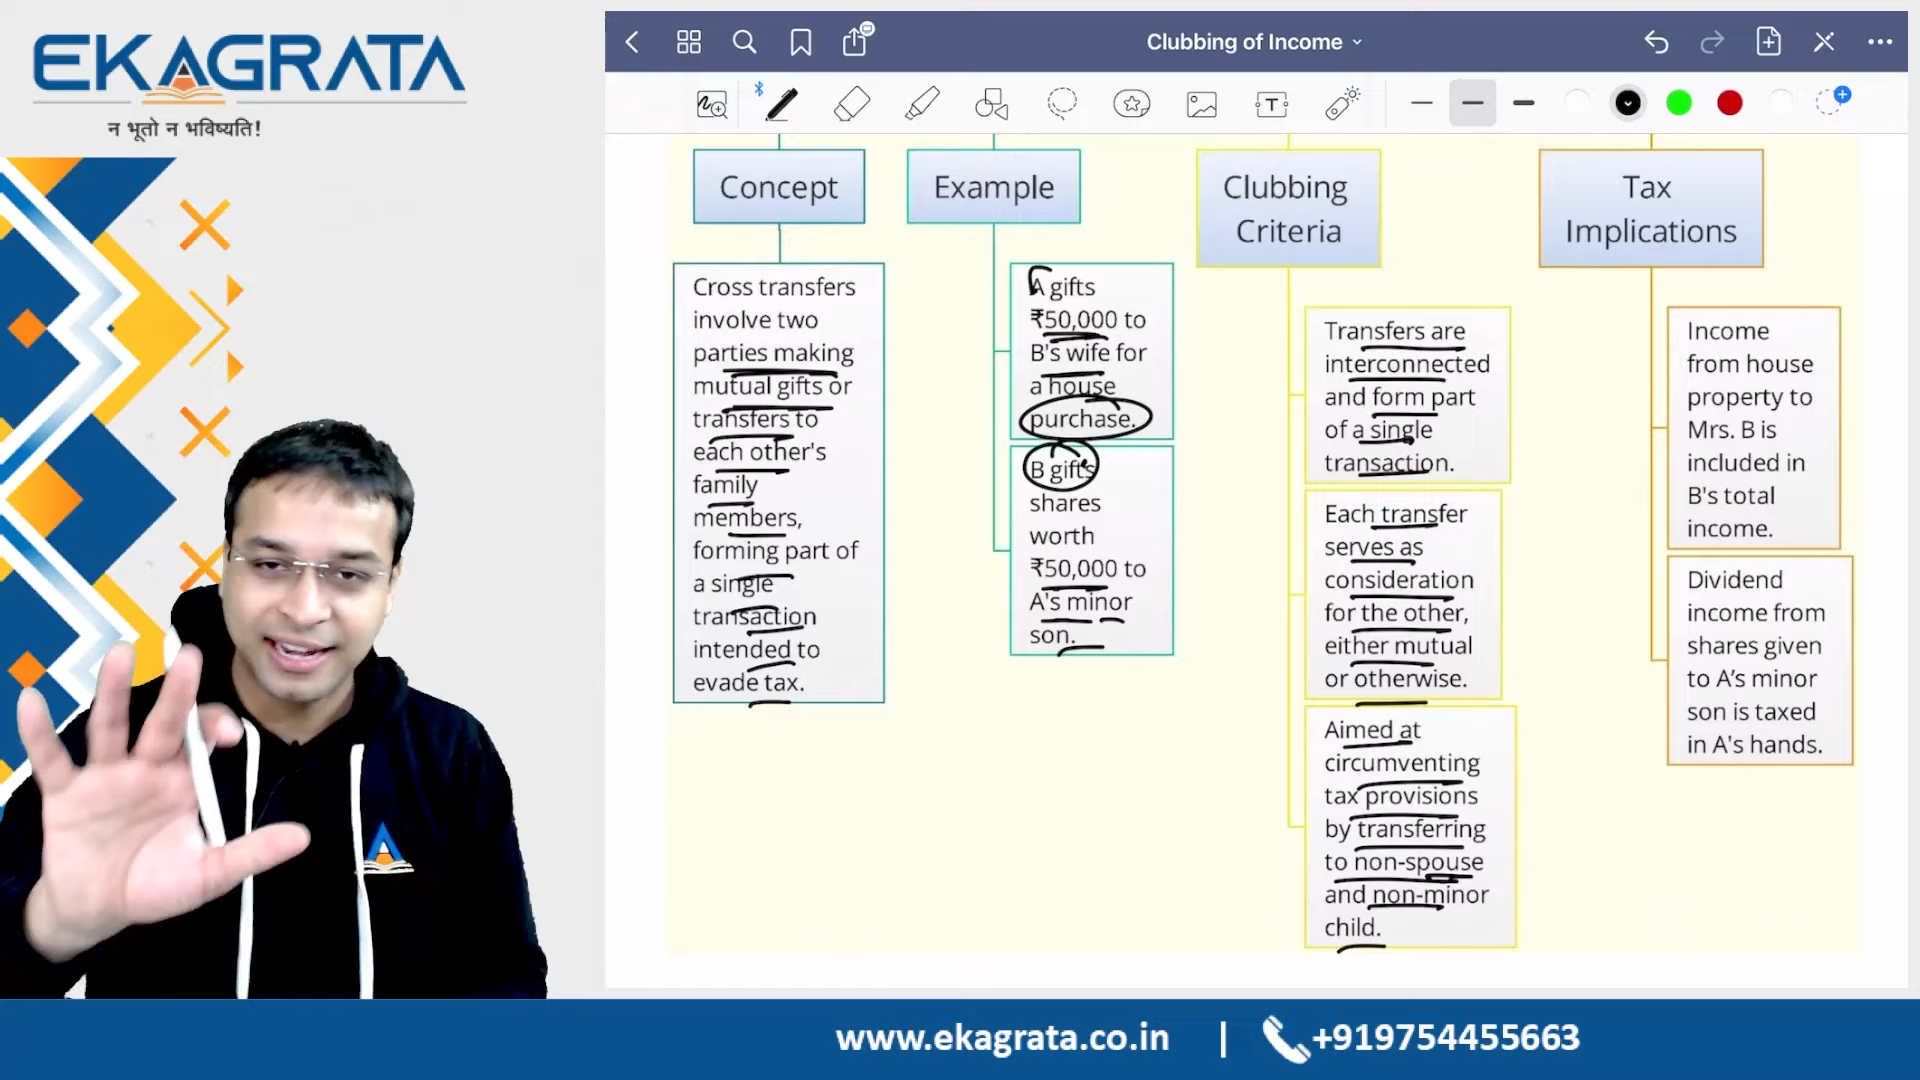 EKAGRATA
न भूतो न भविष्यति!
Clubbing of Income
T
Concept
Example
Clubbing
Criteria
Tax
Implications
Cross transfers
involve two
parties making
mutual gifts or
transfers to
each other's
family
members,
forming part of
a single
transaction
intended to
evade tax.
A gifts
₹50,000 to
B's wife for
a house
purchase.
B gifts
shares
worth
₹50,000 to
A's minor
son.
Transfers are
interconnected
and form part
of a single
transaction.
Each transfer
serves as
consideration
for the other,
either mutual
or otherwise.
Aimed at
circumventing
tax provisions
by transferring
to non-spouse
and non-minor
child.
Income
from house
property to
Mrs. B is
included in
B's total
income.
Dividend
income from
shares given
to A’s minor
son is taxed
in A's hands.
www.ekagrata.co.in | +919754455663